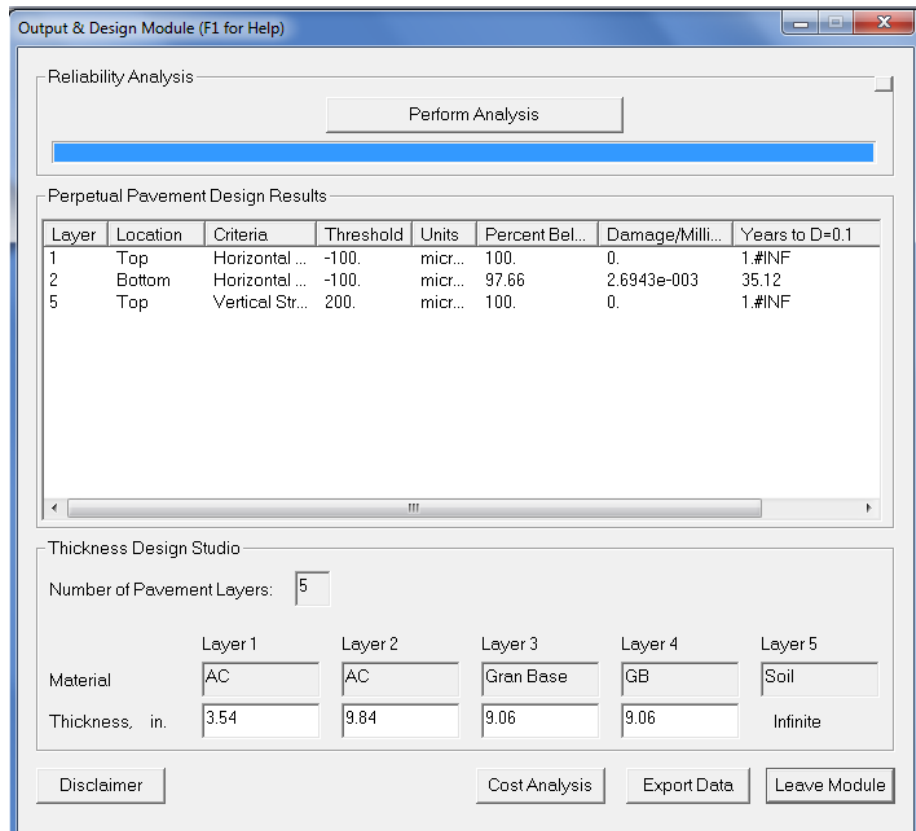 Output & Design Module (F1 for Help)
Reliability Analysis
Perform Analysis
Perpetual Pavement Design Results
Layer Location Criteria Threshold Units Percent Bel... Damage/Milli... Years to D=0.1
1 Top Horizontal ... -100. micr... 100. 0. 1.#INF
2 Bottom Horizontal ... -100. micr... 97.66 2.6943e-003 35.12
5 Top Vertical Str... 200. micr... 100. 0. 1.#INF
Thickness Design Studio
Number of Pavement Layers: 5
Layer 1 Layer 2 Layer 3 Layer 4 Layer 5
Material AC AC Gran Base GB Soil
Thickness, in. 3.54 9.84 9.06 9.06 Infinite
Disclaimer Cost Analysis Export Data Leave Module